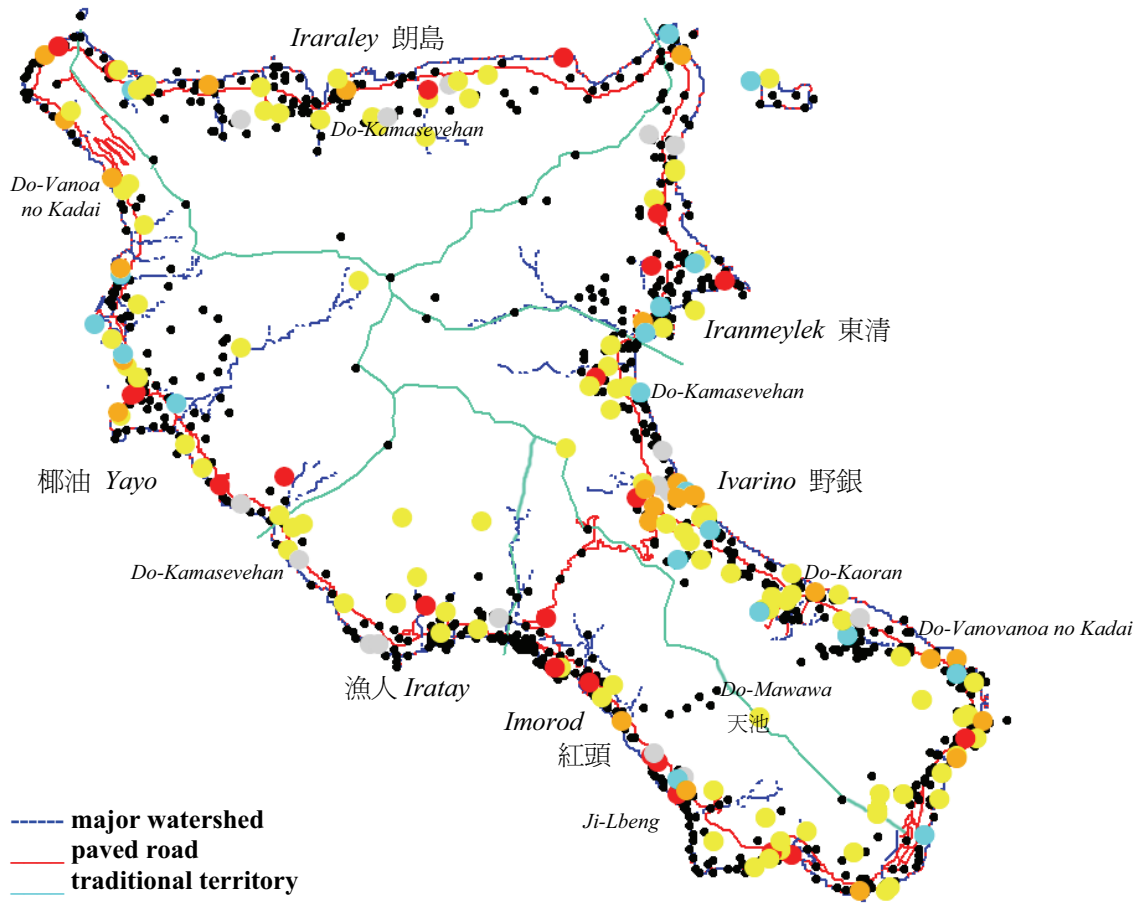 Iraraley 朗島
Do-Kamasevehan
Do-Vanoa
no Kadai
Iranmeylek 東清
Do-Kamasevehan
椰油 Yayo
Ivarino 野銀
Do-Kamasevehan
Do-Kaoran
Do-Vanovanoa no Kadai
漁人 Iratay
Do-Mawawa
天池
Imorod
紅頭
Ji-Lbeng
major watershed
paved road
traditional territory